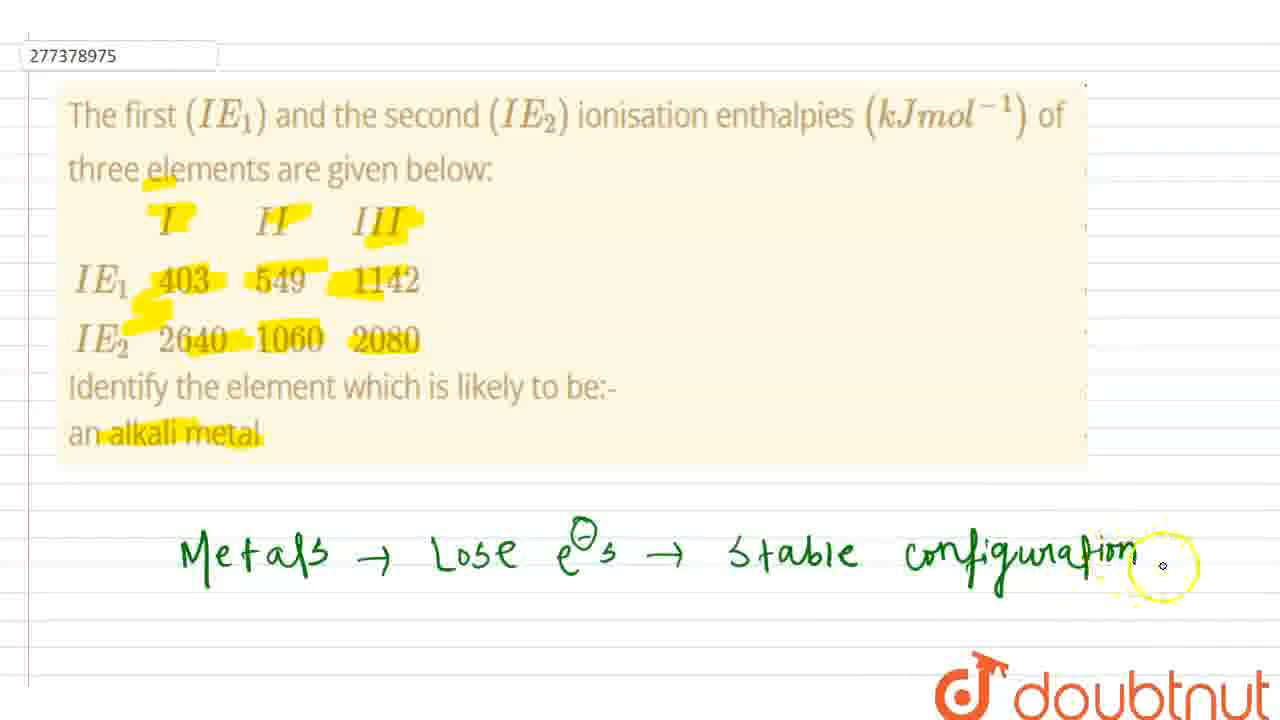 277378975
The first (IE₁) and the second (IE₂) ionisation enthalpies (kJmol⁻¹) of
three elements are given below:
I II III
IE₁ 403 549 1142
IE₂ 2640 1060 2080
Identify the element which is likely to be:-
an alkali metal
Metals → Lose e⊖s → Stable configuration
doubtnut